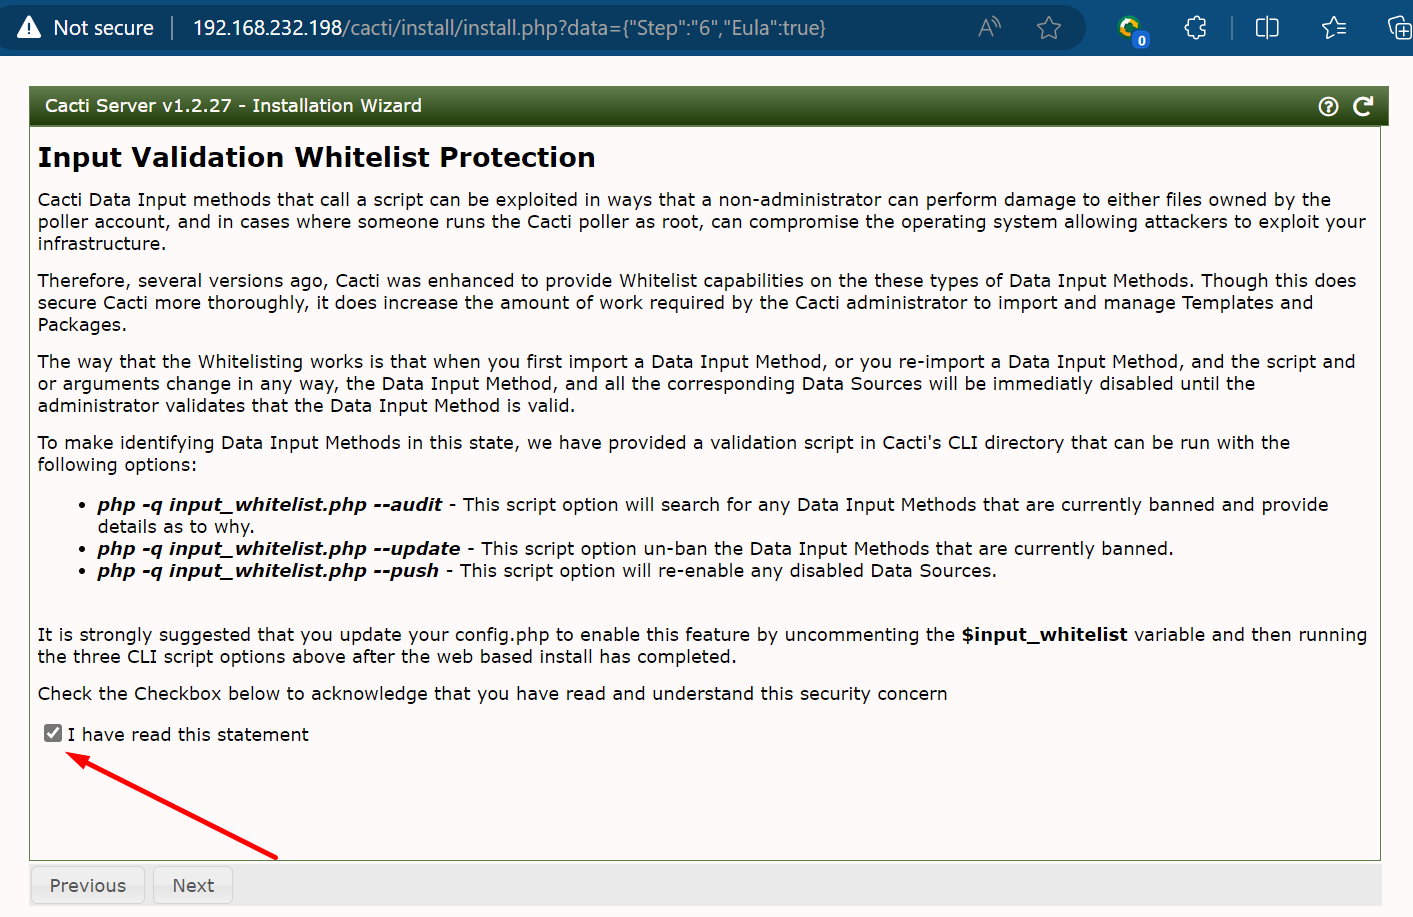 Not secure 192.168.232.198/cacti/install/install.php?data={"Step":"6","Eula":true} A 0
Cacti Server v1.2.27 - Installation Wizard
Input Validation Whitelist Protection
Cacti Data Input methods that call a script can be exploited in ways that a non-administrator can perform damage to either files owned by the
poller account, and in cases where someone runs the Cacti poller as root, can compromise the operating system allowing attackers to exploit your
infrastructure.
Therefore, several versions ago, Cacti was enhanced to provide Whitelist capabilities on the these types of Data Input Methods. Though this does
secure Cacti more thoroughly, it does increase the amount of work required by the Cacti administrator to import and manage Templates and
Packages.
The way that the Whitelisting works is that when you first import a Data Input Method, or you re-import a Data Input Method, and the script and
or arguments change in any way, the Data Input Method, and all the corresponding Data Sources will be immediatly disabled until the
administrator validates that the Data Input Method is valid.
To make identifying Data Input Methods in this state, we have provided a validation script in Cacti's CLI directory that can be run with the
following options:
• php -q input_whitelist.php --audit - This script option will search for any Data Input Methods that are currently banned and provide
details as to why.
• php -q input_whitelist.php --update - This script option un-ban the Data Input Methods that are currently banned.
• php -q input_whitelist.php --push - This script option will re-enable any disabled Data Sources.
It is strongly suggested that you update your config.php to enable this feature by uncommenting the $input_whitelist variable and then running
the three CLI script options above after the web based install has completed.
Check the Checkbox below to acknowledge that you have read and understand this security concern
I have read this statement
Previous Next